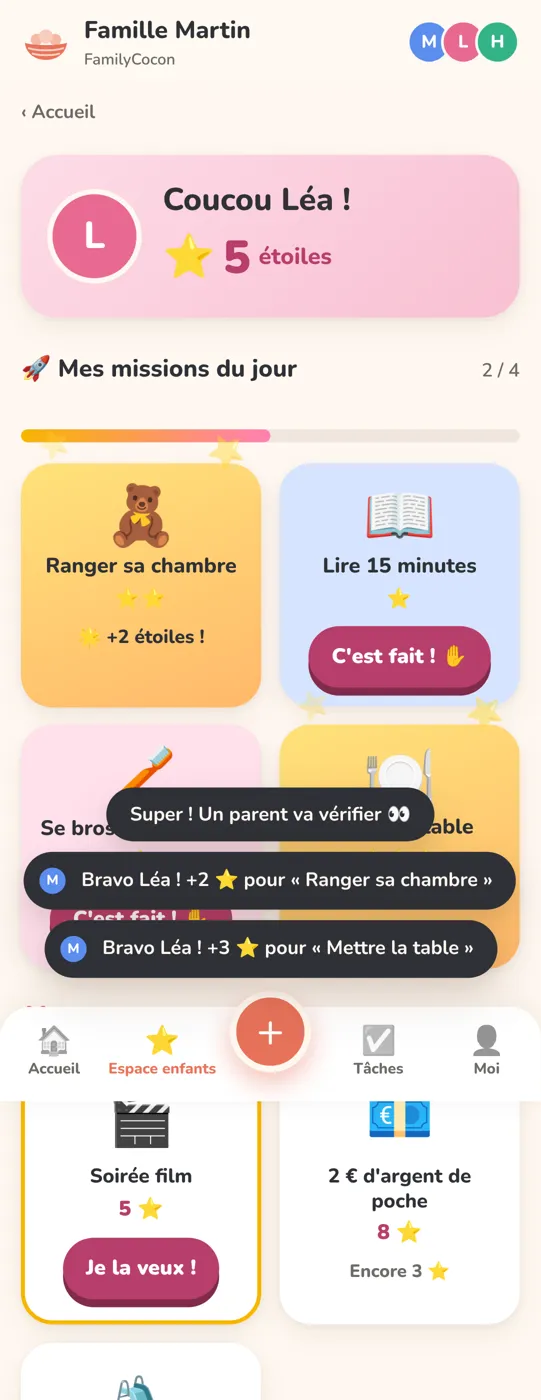 Famille Martin
FamilyCocon
M L H
‹ Accueil
L
Coucou Léa !
⭐ 5 étoiles
🚀 Mes missions du jour
2 / 4
Ranger sa chambre
⭐⭐
🌟 +2 étoiles !
Lire 15 minutes
⭐
C'est fait ! ✋
Se bros
table
Super ! Un parent va vérifier 👀
M Bravo Léa ! +2 ⭐ pour « Ranger sa chambre »
C'est fait ! ✋
M Bravo Léa ! +3 ⭐ pour « Mettre la table »
+
Accueil
Espace enfants
Tâches
Moi
Soirée film
5 ⭐
Je la veux !
2 € d'argent de
poche
8 ⭐
Encore 3 ⭐